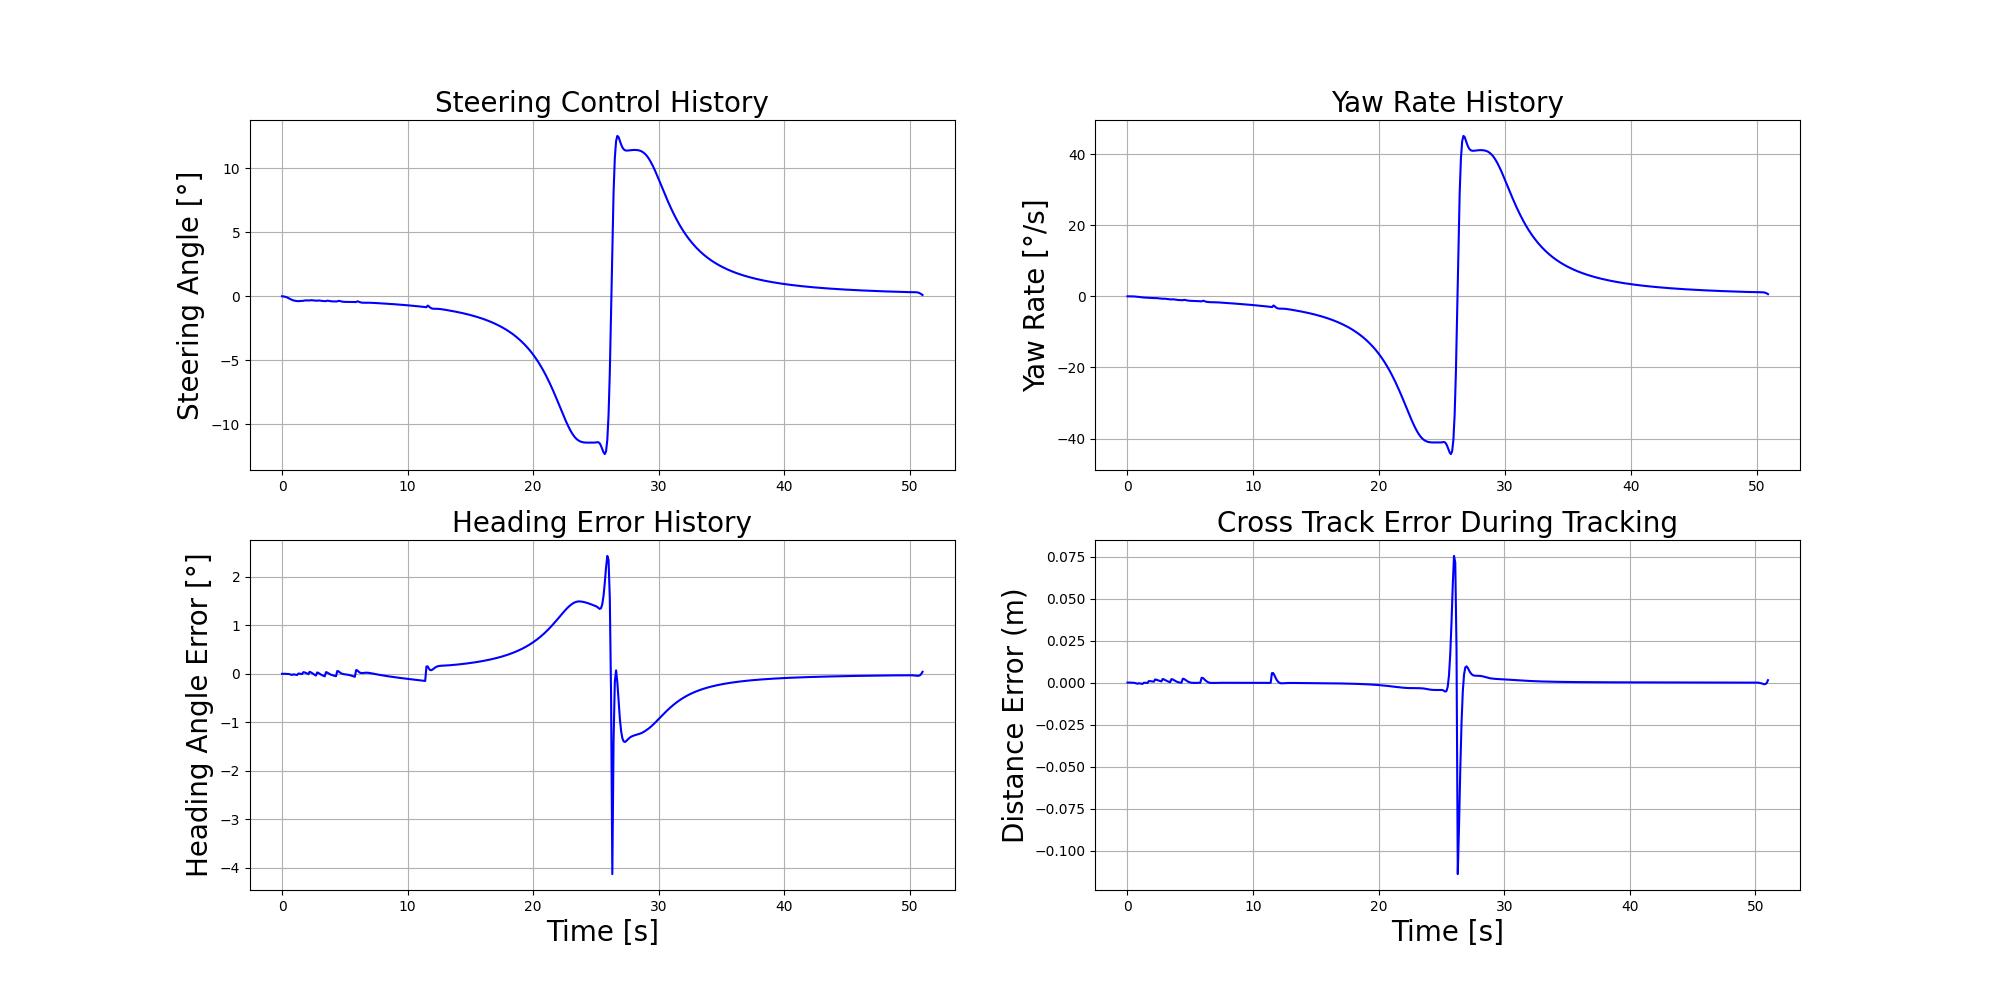 Steering Control History
Steering Angle [°]
10
5
0
−5
−10
0 10 20 30 40 50
Yaw Rate History
Yaw Rate [°/s]
40
20
0
−20
−40
0 10 20 30 40 50
Heading Error History
Heading Angle Error [°]
2
1
0
−1
−2
−3
−4
0 10 20 30 40 50
Time [s]
Cross Track Error During Tracking
Distance Error (m)
0.075
0.050
0.025
0.000
−0.025
−0.050
−0.075
−0.100
0 10 20 30 40 50
Time [s]